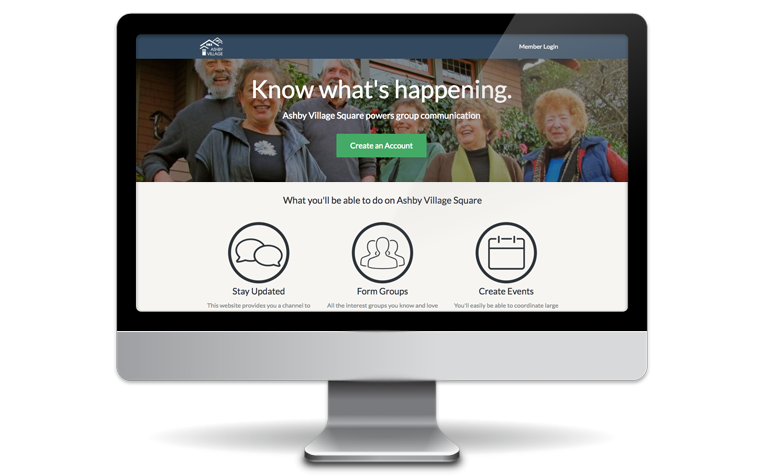 ASHBY
VILLAGE
Member Login
Know what's happening.
Ashby Village Square powers group communication
Create an Account
What you'll be able to do on Ashby Village Square
Stay Updated
Form Groups
Create Events
This website provides you a channel to
All the interest groups you know and love
You'll easily be able to coordinate large